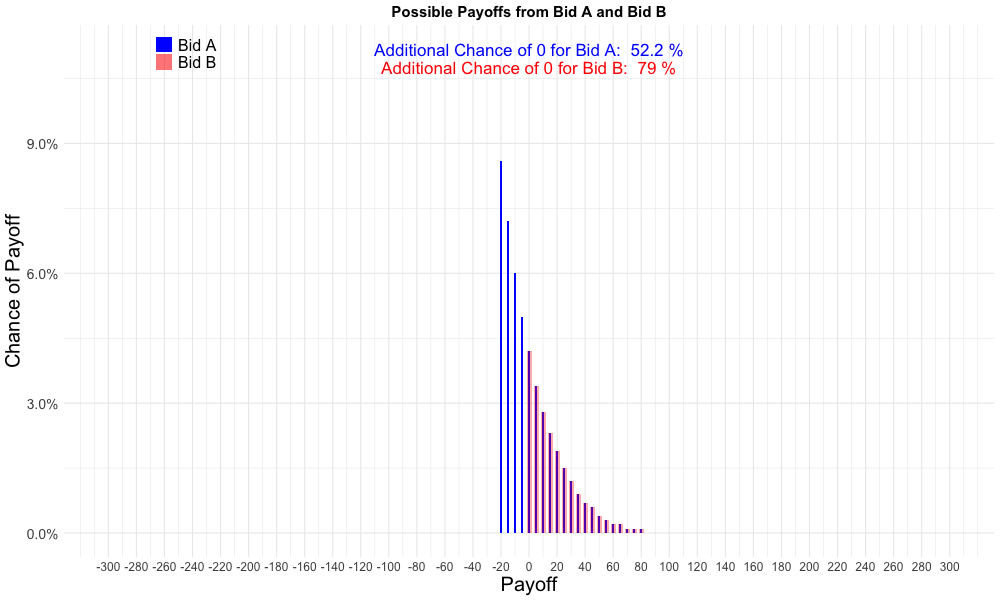 Possible Payoffs from Bid A and Bid B
Bid A
Bid B
Additional Chance of 0 for Bid A:  52.2 %
Additional Chance of 0 for Bid B:  79 %
Chance of Payoff
9.0%
6.0%
3.0%
0.0%
-300 -280 -260 -240 -220 -200 -180 -160 -140 -120 -100 -80 -60 -40 -20 0 20 40 60 80 100 120 140 160 180 200 220 240 260 280 300
Payoff